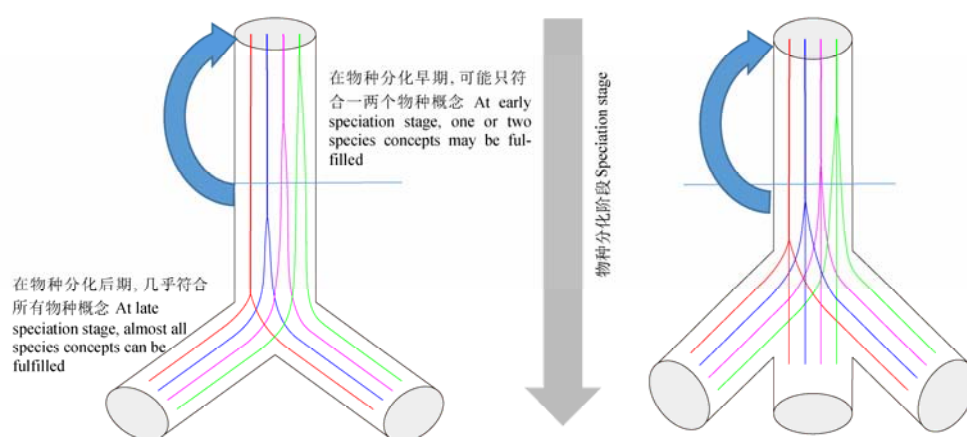 在物种分化早期,可能只符
合一两个物种概念 At early
speciation stage, one or two
species concepts may be ful-
filled
物种分化阶段 Speciation stage
在物种分化后期, 几乎符合
所有物种概念 At late
speciation stage, almost all
species concepts can be
fulfilled